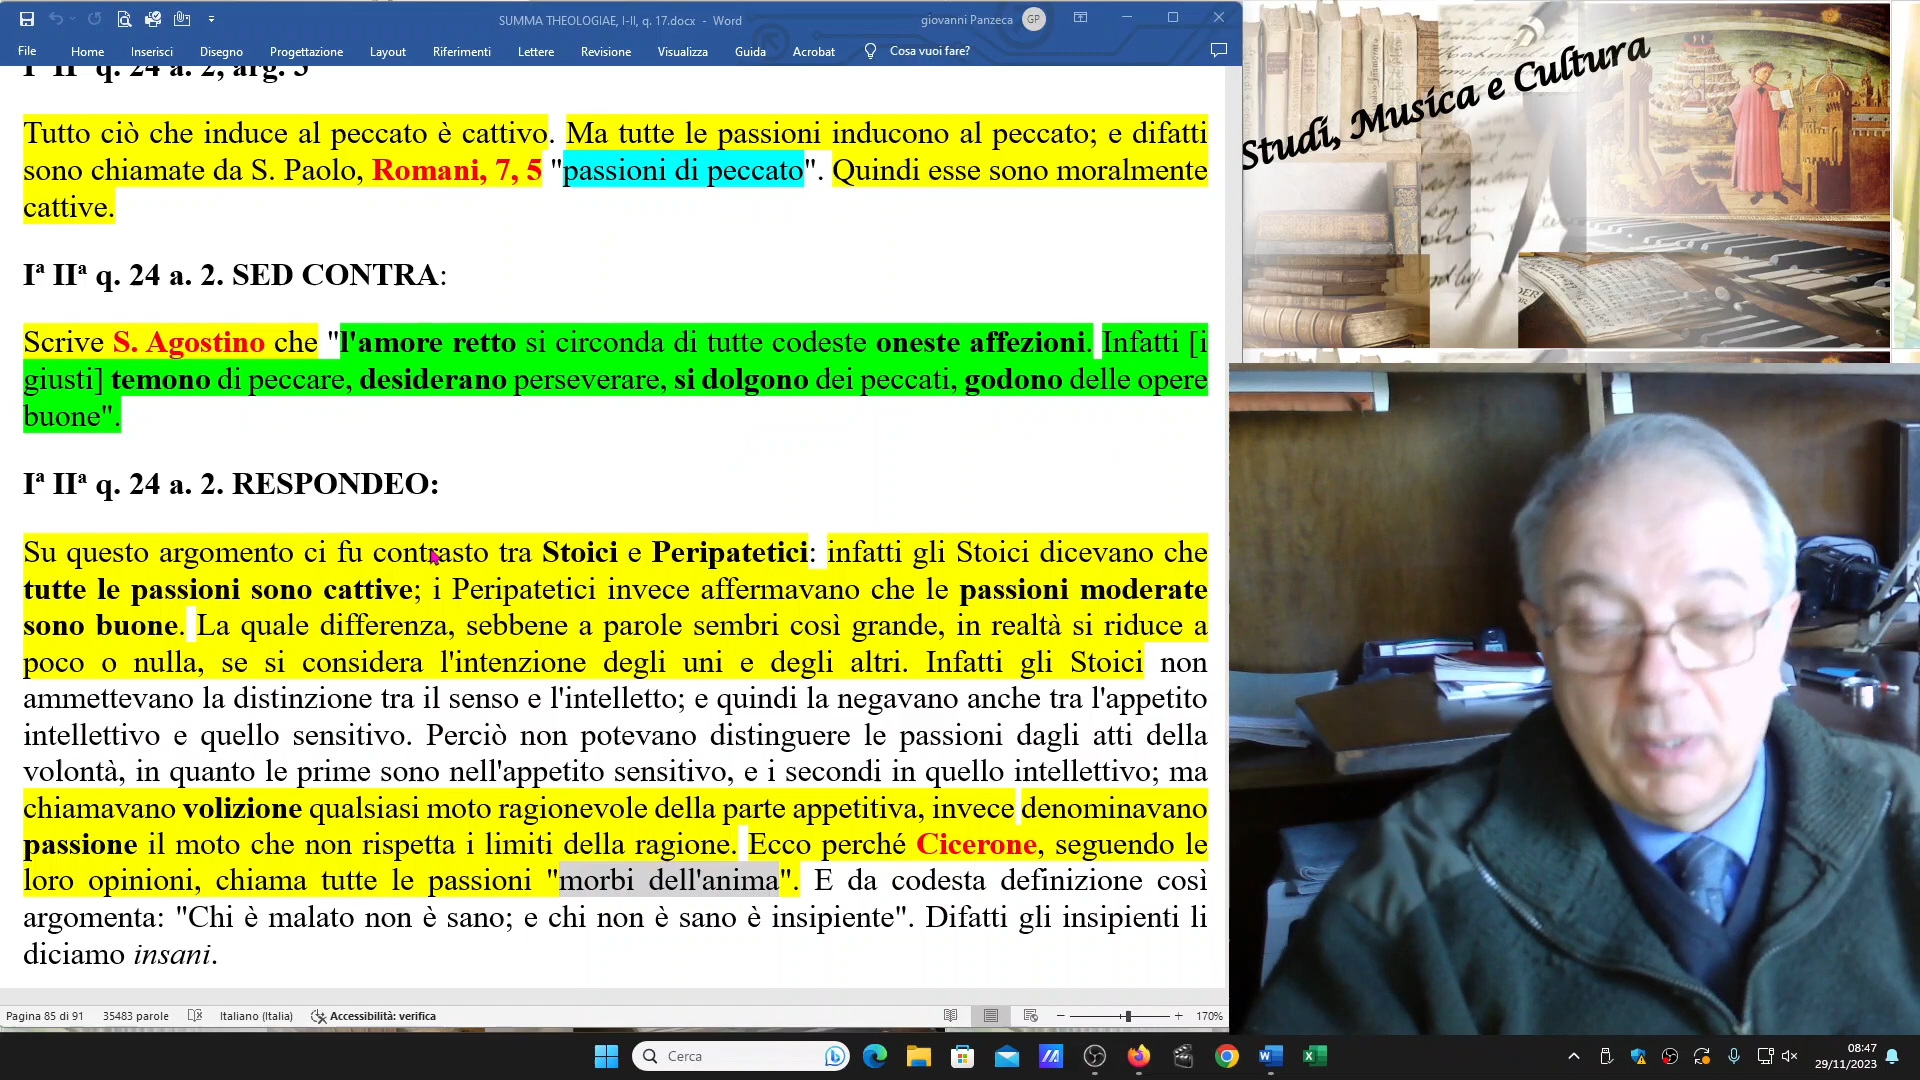 SUMMA THEOLOGIAE, I-II, q. 17.docx - Word
giovanni Panzeca
GP
File Home Inserisci Disegno Progettazione Layout Riferimenti Lettere Revisione Visualizza Guida Acrobat Cosa vuoi fare?
Iª IIª q. 24 a. 2, arg. 3
Tutto ciò che induce al peccato è cattivo. Ma tutte le passioni inducono al peccato; e difatti
sono chiamate da S. Paolo, Romani, 7, 5 "passioni di peccato". Quindi esse sono moralmente
cattive.
Iª IIª q. 24 a. 2. SED CONTRA:
Scrive S. Agostino che "l'amore retto si circonda di tutte codeste oneste affezioni. Infatti [i
giusti] temono di peccare, desiderano perseverare, si dolgono dei peccati, godono delle opere
buone".
Iª IIª q. 24 a. 2. RESPONDEO:
Su questo argomento ci fu contrasto tra Stoici e Peripatetici: infatti gli Stoici dicevano che
tutte le passioni sono cattive; i Peripatetici invece affermavano che le passioni moderate
sono buone. La quale differenza, sebbene a parole sembri così grande, in realtà si riduce a
poco o nulla, se si considera l'intenzione degli uni e degli altri. Infatti gli Stoici non
ammettevano la distinzione tra il senso e l'intelletto; e quindi la negavano anche tra l'appetito
intellettivo e quello sensitivo. Perciò non potevano distinguere le passioni dagli atti della
volontà, in quanto le prime sono nell'appetito sensitivo, e i secondi in quello intellettivo; ma
chiamavano volizione qualsiasi moto ragionevole della parte appetitiva, invece denominavano
passione il moto che non rispetta i limiti della ragione. Ecco perché Cicerone, seguendo le
loro opinioni, chiama tutte le passioni "morbi dell'anima". E da codesta definizione così
argomenta: "Chi è malato non è sano; e chi non è sano è insipiente". Difatti gli insipienti li
diciamo insani.
Pagina 85 di 91 35483 parole Italiano (Italia) Accessibilità: verifica
170%
Studi, Musica e Cultura
Cerca
08:47
29/11/2023